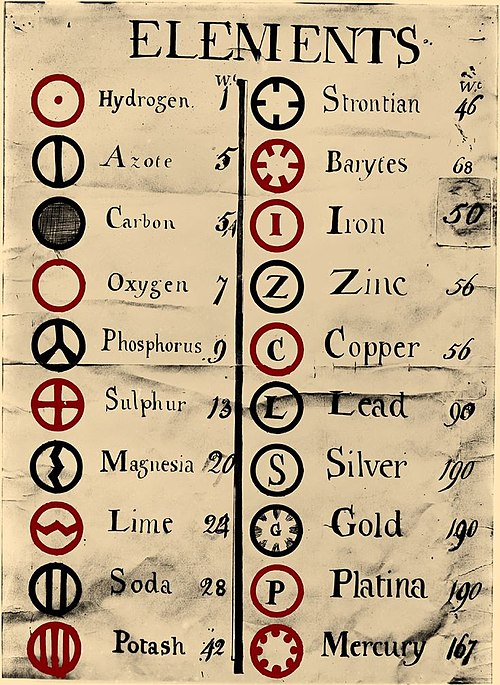 ELEMENTS
Wt
Hydrogen. 1
Azote 5
Carbon 54
Oxygen 7
Phosphorus 9
Sulphur 13
Magnesia 20
Lime 24
Soda 28
Potash 42
Wt
Strontian 46
Barytes 68
I Iron 50
Z Zinc 56
C Copper 56
L Lead 90
S Silver 190
G Gold 190
P Platina 190
Mercury 167